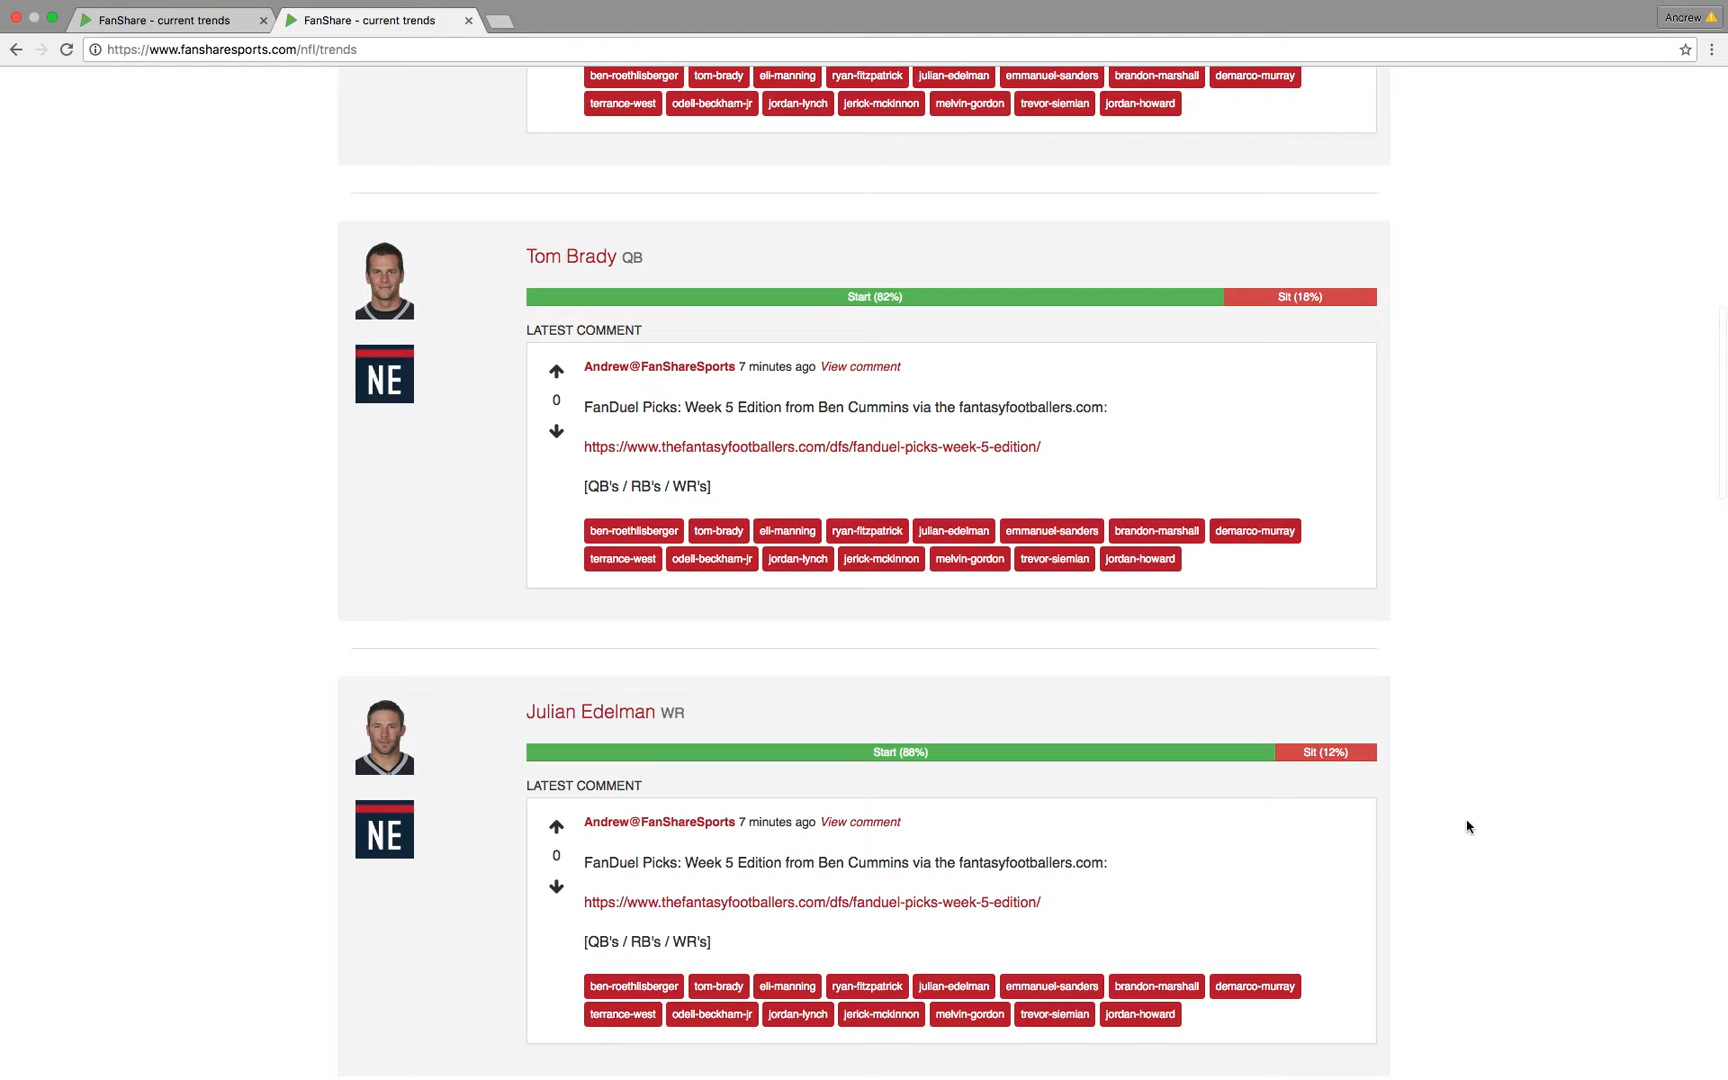 FanShare - current trends
FanShare - current trends
Andrew
https://www.fansharesports.com/nfl/trends
ben-roethlisberger tom-brady eli-manning ryan-fitzpatrick julian-edelman emmanuel-sanders brandon-marshall demarco-murray
terrance-west odell-beckham-jr jordan-lynch jerick-mckinnon melvin-gordon trevor-siemian jordan-howard
Tom Brady QB
Start (82%) Sit (18%)
LATEST COMMENT
Andrew@FanShareSports 7 minutes ago View comment
0
FanDuel Picks: Week 5 Edition from Ben Cummins via the fantasyfootballers.com:
https://www.thefantasyfootballers.com/dfs/fanduel-picks-week-5-edition/
[QB's / RB's / WR's]
ben-roethlisberger tom-brady eli-manning ryan-fitzpatrick julian-edelman emmanuel-sanders brandon-marshall demarco-murray
terrance-west odell-beckham-jr jordan-lynch jerick-mckinnon melvin-gordon trevor-siemian jordan-howard
NE
Julian Edelman WR
Start (88%) Sit (12%)
LATEST COMMENT
Andrew@FanShareSports 7 minutes ago View comment
0
FanDuel Picks: Week 5 Edition from Ben Cummins via the fantasyfootballers.com:
https://www.thefantasyfootballers.com/dfs/fanduel-picks-week-5-edition/
[QB's / RB's / WR's]
ben-roethlisberger tom-brady eli-manning ryan-fitzpatrick julian-edelman emmanuel-sanders brandon-marshall demarco-murray
terrance-west odell-beckham-jr jordan-lynch jerick-mckinnon melvin-gordon trevor-siemian jordan-howard
NE